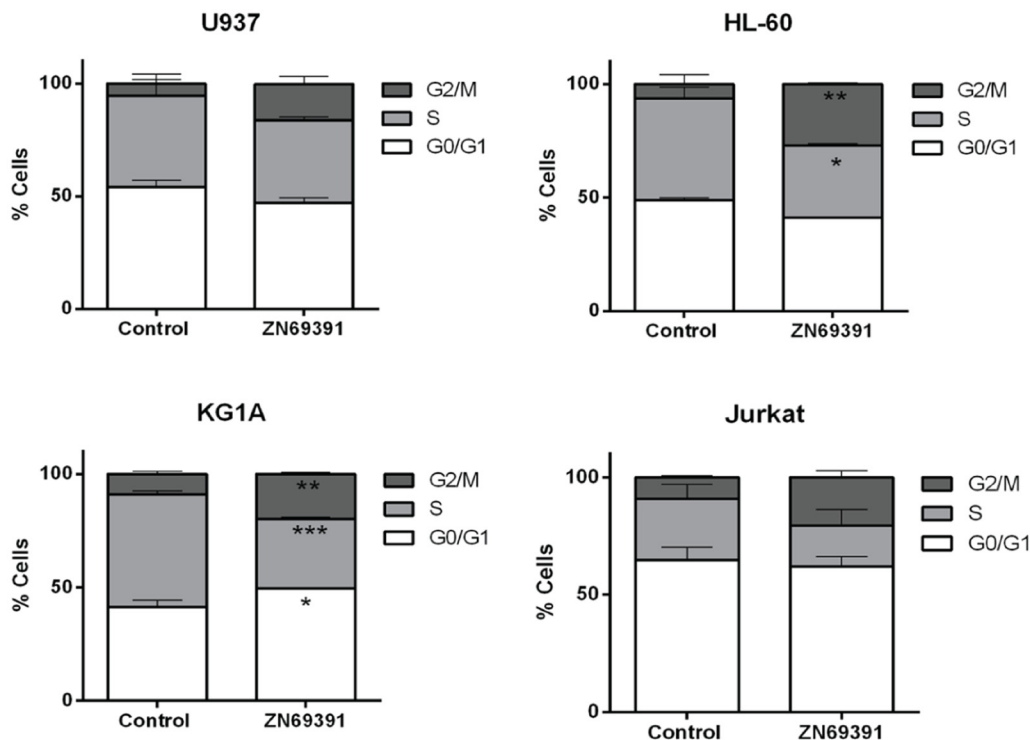 U937
100
50
0
% Cells
G2/M
S
G0/G1
Control
ZN69391
HL-60
100
50
0
% Cells
**
*
G2/M
S
G0/G1
Control
ZN69391
KG1A
100
50
0
% Cells
**
***
*
G2/M
S
G0/G1
Control
ZN69391
Jurkat
100
50
0
% Cells
G2/M
S
G0/G1
Control
ZN69391